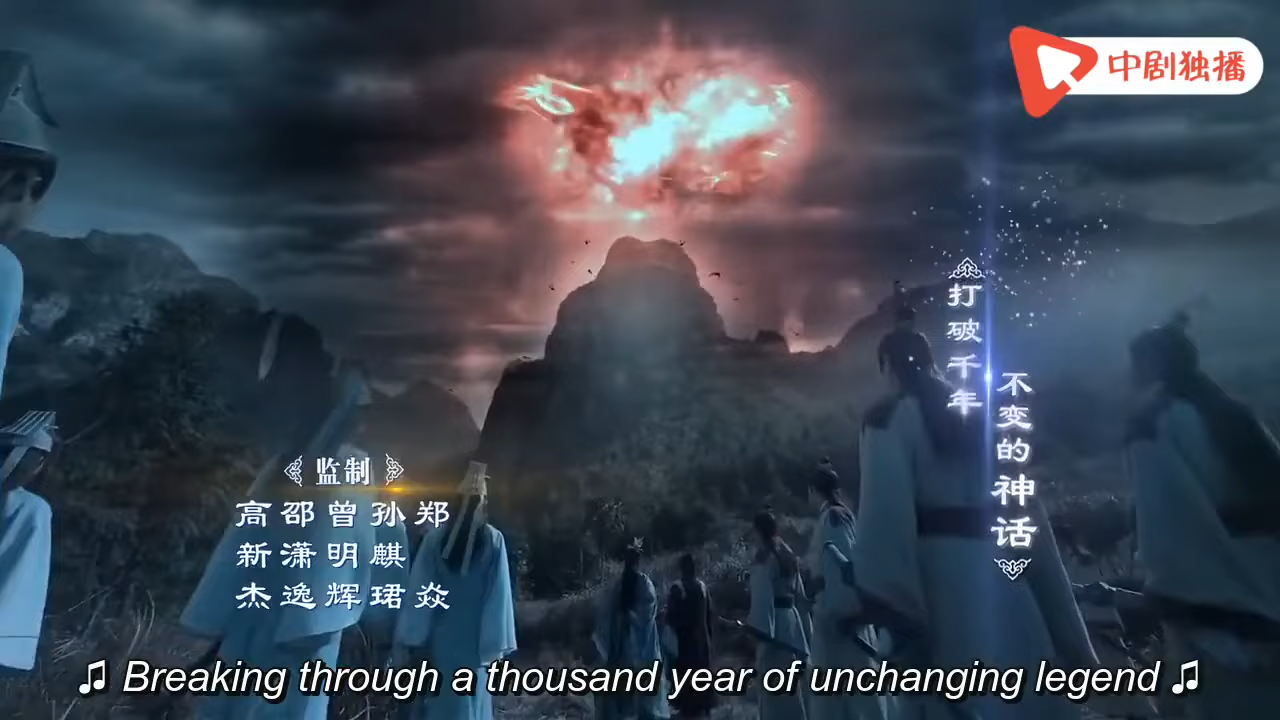 中剧独播
打破千年
不变的神话
监制
高新杰
邵潇逸
曾明辉
孙麒珺
郑焱
♫ Breaking through a thousand year of unchanging legend ♫